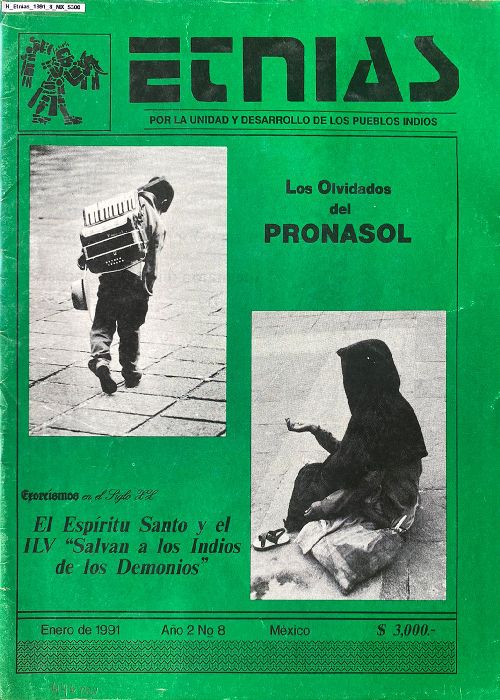 H_Etnias_1991_8_MX_5300
ETNIAS
POR LA UNIDAD Y DESARROLLO DE LOS PUEBLOS INDIOS
Los Olvidados
del
PRONASOL
Exorcismos en el Siglo XX
El Espíritu Santo y el
ILV “Salvan a los Indios
de los Demonios”
Enero de 1991 Año 2 No 8 México $ 3,000.-